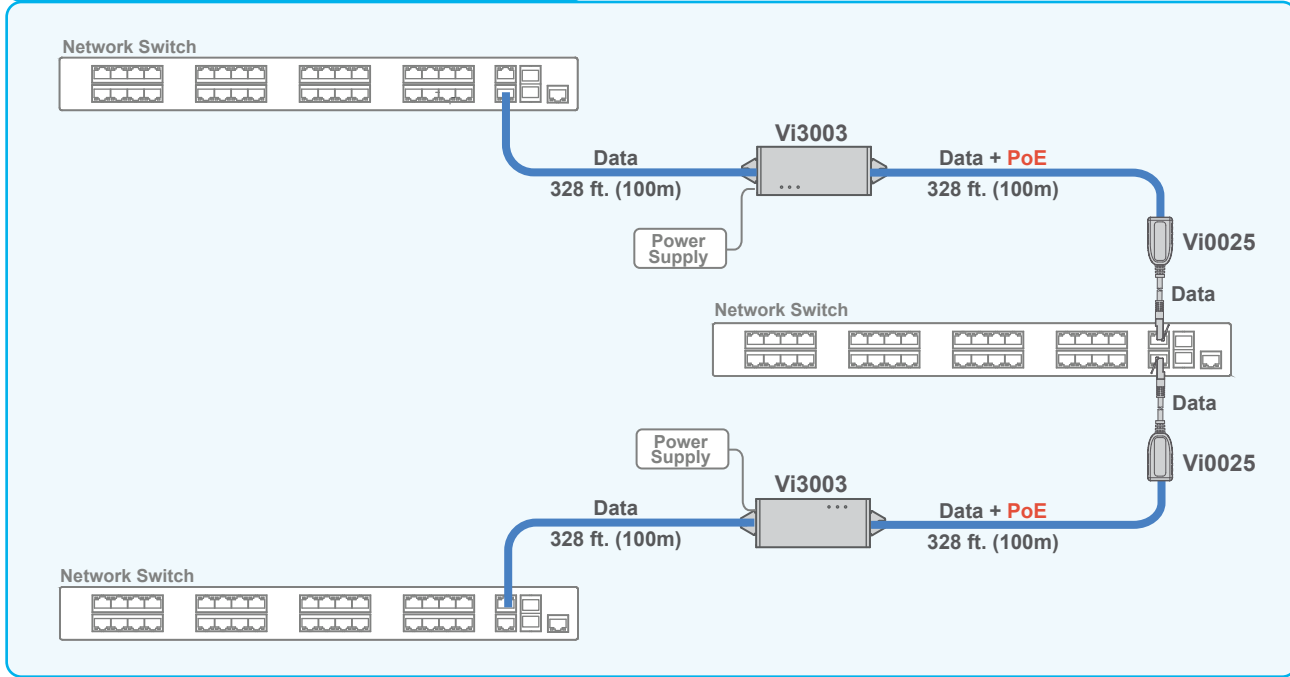 Network Switch
Vi3003
Data
Data + PoE
328 ft. (100m)
328 ft. (100m)
Power
Supply
Vi0025
Data
Network Switch
Data
Power
Supply
Vi0025
Vi3003
Data
Data + PoE
328 ft. (100m)
328 ft. (100m)
Network Switch